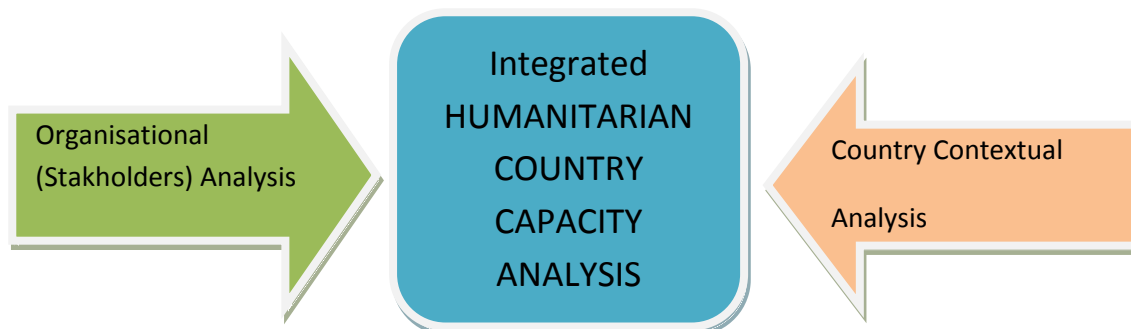 Organisational
(Stakholders) Analysis
Integrated
HUMANITARIAN
COUNTRY
CAPACITY
ANALYSIS
Country Contextual
Analysis